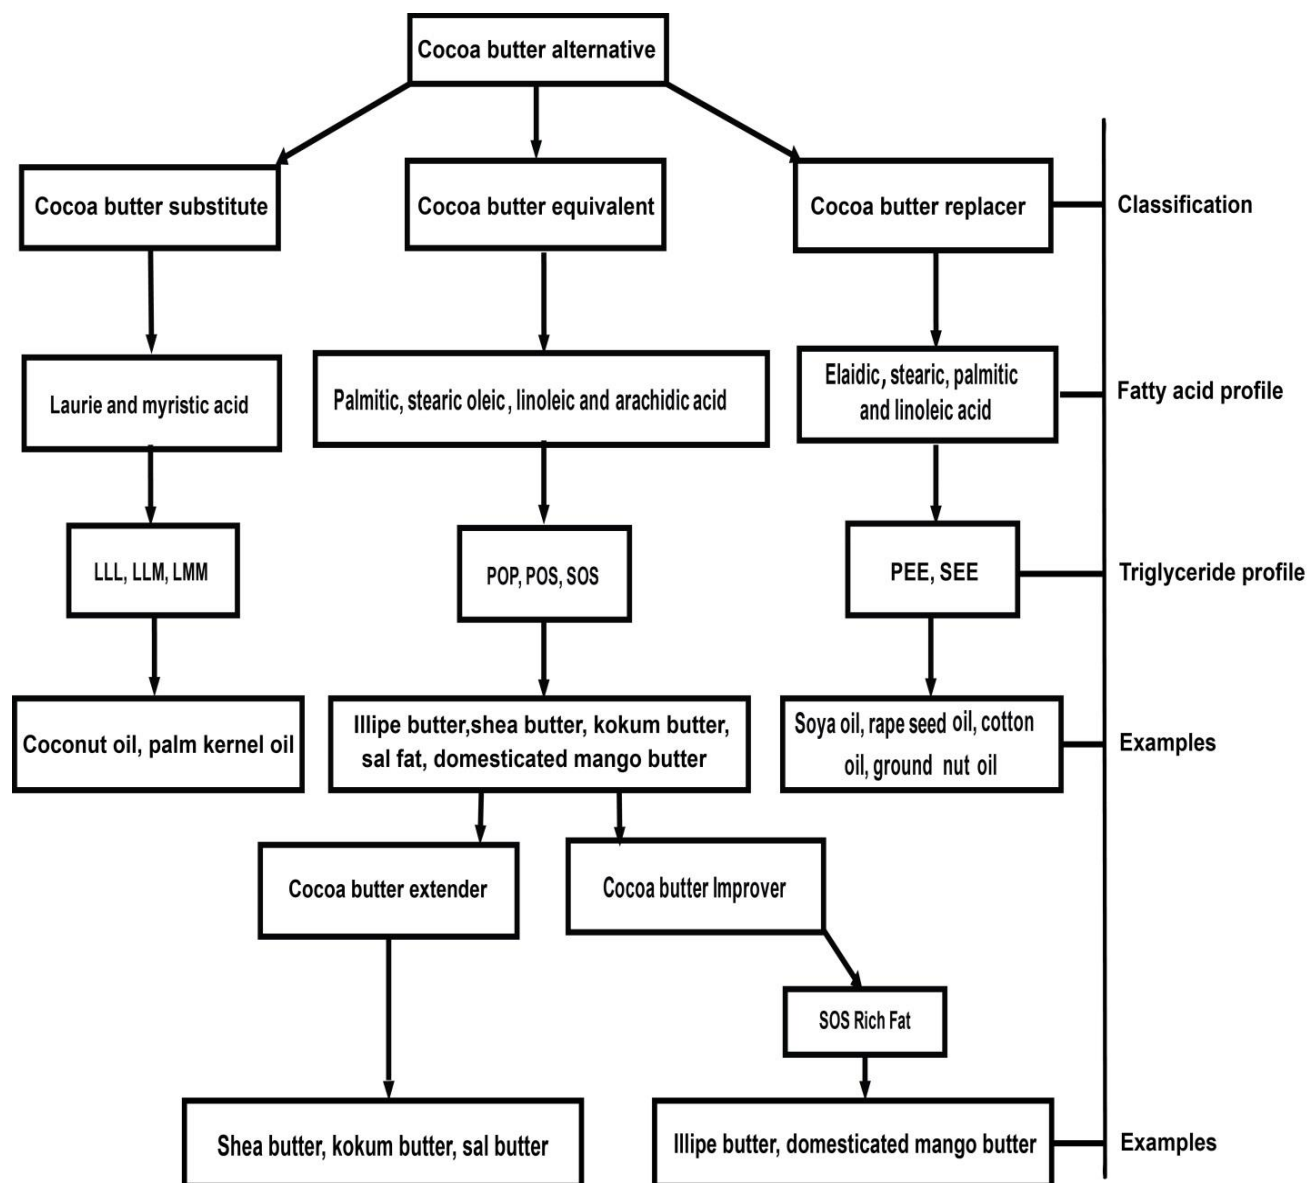 Cocoa butter alternative
Cocoa butter substitute
Cocoa butter equivalent
Cocoa butter replacer
Classification
Laurie and myristic acid
Palmitic, stearic oleic, linoleic and arachidic acid
Elaidic, stearic, palmitic
and linoleic acid
Fatty acid profile
LLL, LLM, LMM
POP, POS, SOS
PEE, SEE
Triglyceride profile
Coconut oil, palm kernel oil
Illipe butter,shea butter, kokum butter,
sal fat, domesticated mango butter
Soya oil, rape seed oil, cotton
oil, ground nut oil
Examples
Cocoa butter extender
Cocoa butter Improver
SOS Rich Fat
Shea butter, kokum butter, sal butter
Illipe butter, domesticated mango butter
Examples